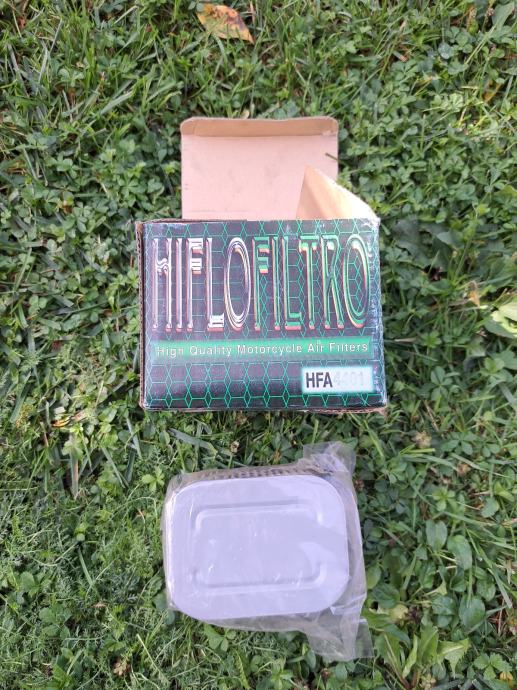 HIFLOFILTRO
High Quality Motorcycle Air Filters
HFA